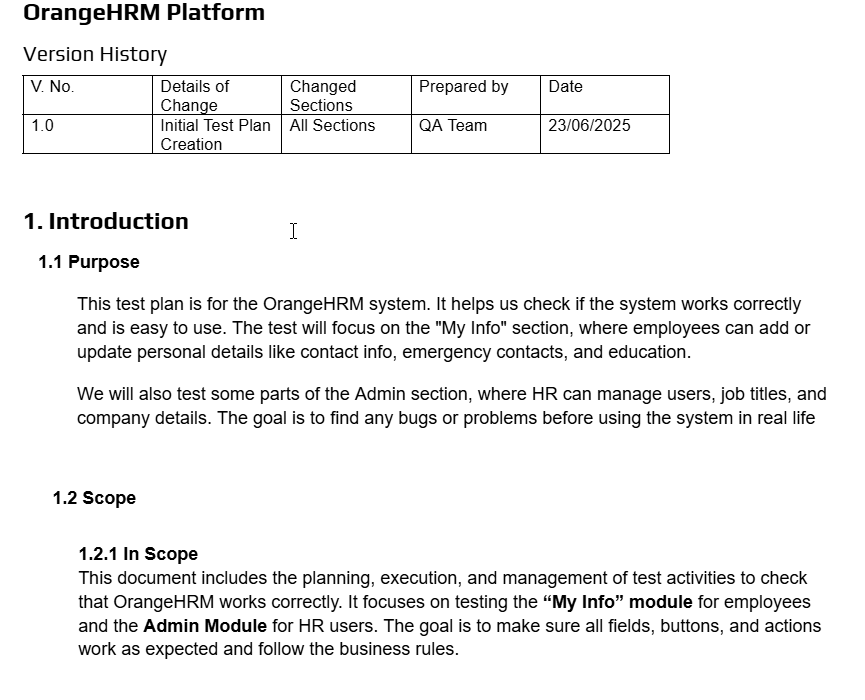 OrangeHRM Platform
Version History
V. No. Details of Change Changed Sections Prepared by Date
1.0 Initial Test Plan Creation All Sections QA Team 23/06/2025
1. Introduction
1.1 Purpose
This test plan is for the OrangeHRM system. It helps us check if the system works correctly
and is easy to use. The test will focus on the "My Info" section, where employees can add or
update personal details like contact info, emergency contacts, and education.
We will also test some parts of the Admin section, where HR can manage users, job titles, and
company details. The goal is to find any bugs or problems before using the system in real life
1.2 Scope
1.2.1 In Scope
This document includes the planning, execution, and management of test activities to check
that OrangeHRM works correctly. It focuses on testing the “My Info” module for employees
and the Admin Module for HR users. The goal is to make sure all fields, buttons, and actions
work as expected and follow the business rules.